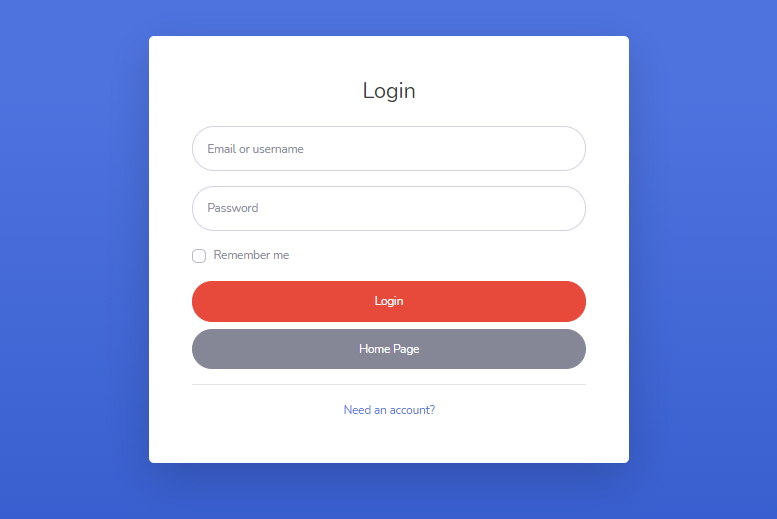 Login
Email or username
Password
Remember me
Login
Home Page
Need an account?